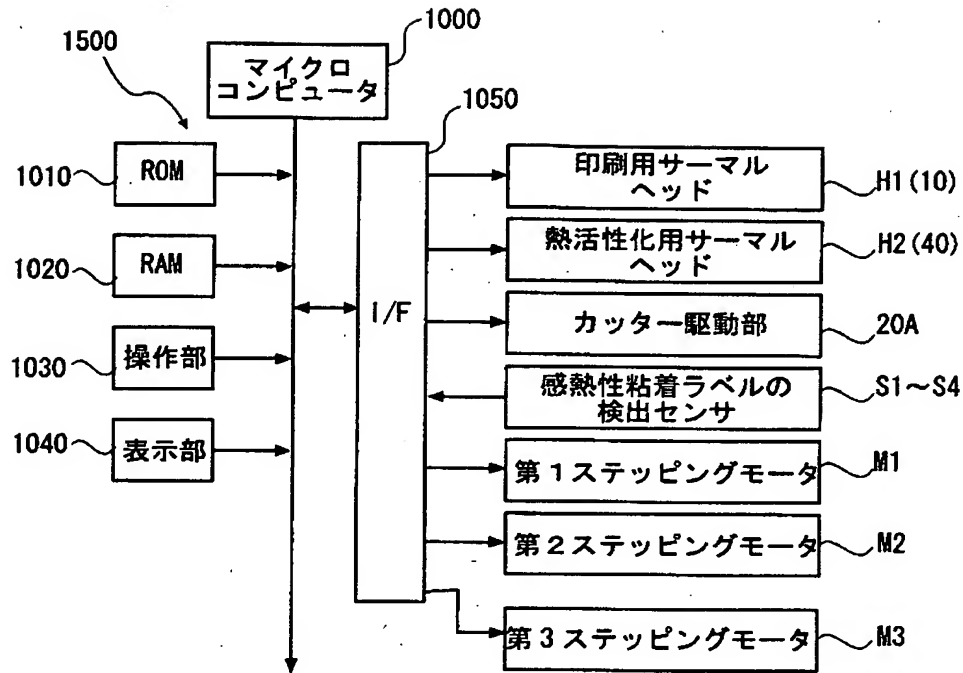 1500
1000
マイクロ
コンピュータ
1050
1010
ROM
1020
RAM
1030
操作部
1040
表示部
I/F
印刷用サーマル
ヘッド
H1(10)
熱活性化用サーマル
ヘッド
H2(40)
カッター駆動部
20A
感熱性粘着ラベルの
検出センサ
S1～S4
第1ステッピングモータ
M1
第2ステッピングモータ
M2
第3ステッピングモータ
M3